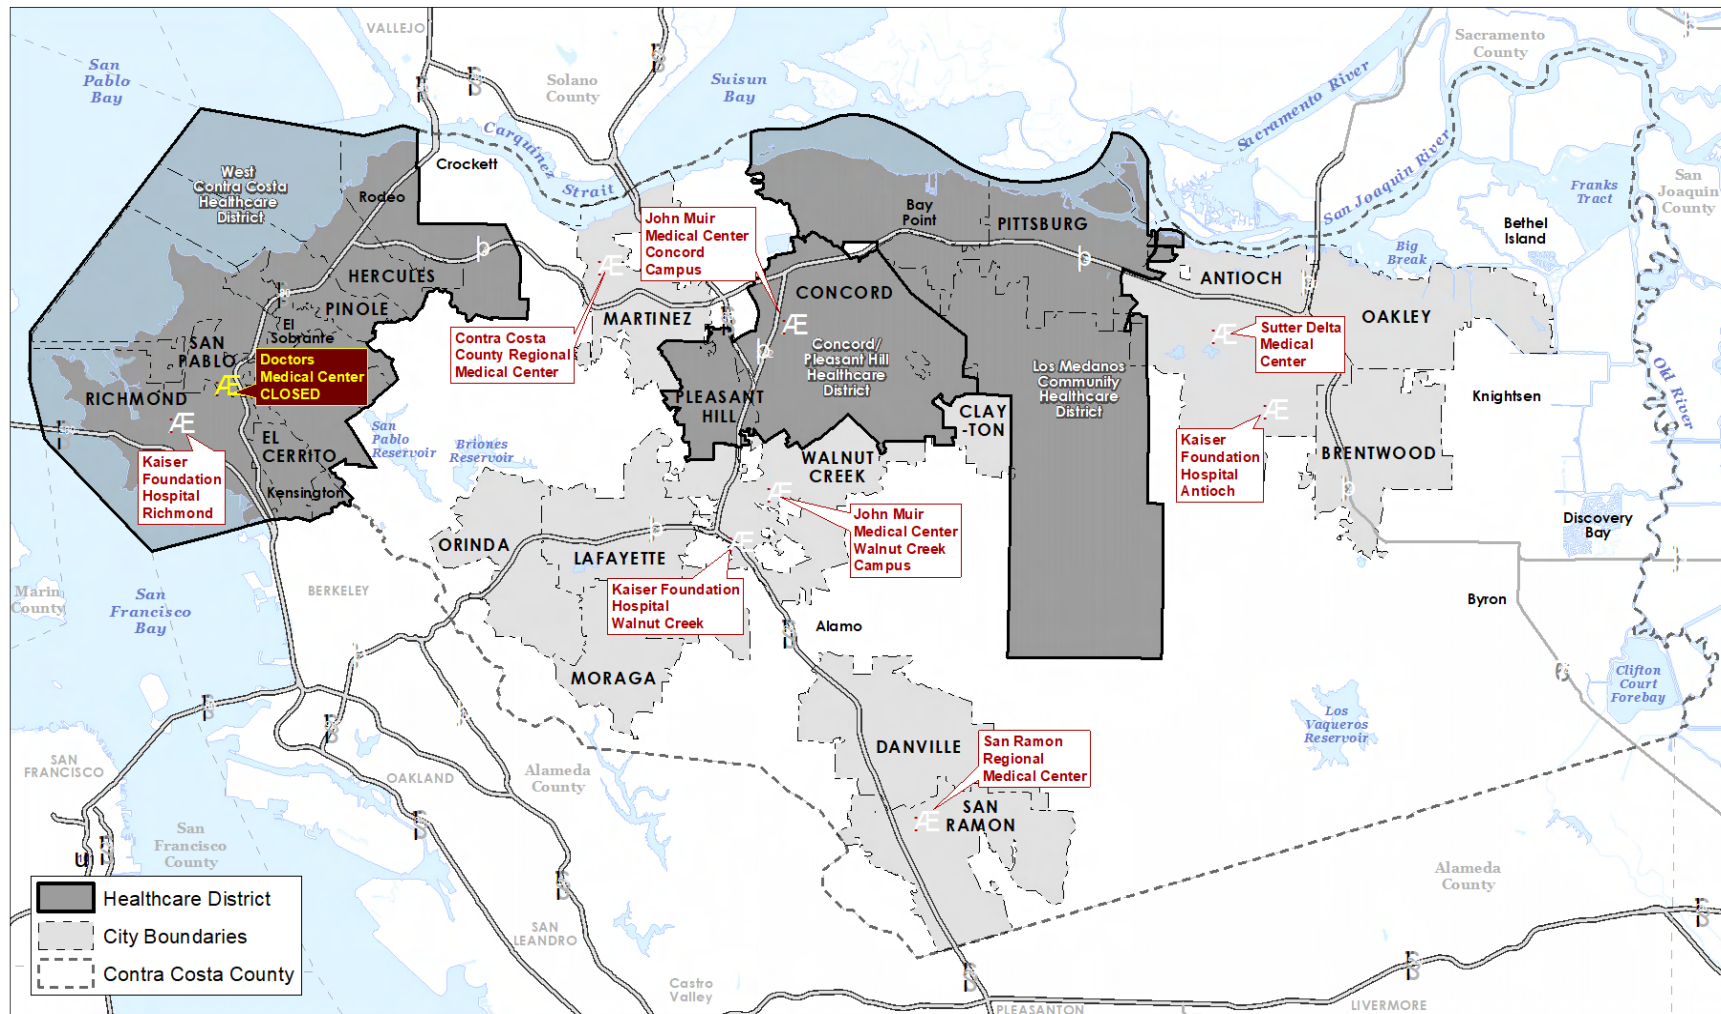 VALLEJO
San
Pablo
Bay
Solano
County
Suisun
Bay
Sacramento
County
Sacramento River
San Joaquin River
Carquinez
Strait
Crockett
West
Contra Costa
Healthcare
District
Rodeo
Franks
Tract
San
Joaquin
County
Bethel
Island
Big
Break
Bay
Point
PITTSBURG
John Muir
Medical Center
Concord
Campus
HERCULES
PINOLE
El
Sobrante
SAN
PABLO
Doctors
Medical Center
CLOSED
RICHMOND
EL
CERRITO
Kensington
Kaiser
Foundation
Hospital
Richmond
San
Pablo
Reservoir
Briones
Reservoir
Contra Costa
County Regional
Medical Center
MARTINEZ
CONCORD
Concord/
Pleasant Hill
Healthcare
District
PLEASANT
HILL
Los Medanos
Community
Healthcare
District
CLAY
-TON
ANTIOCH
OAKLEY
Sutter Delta
Medical
Center
Kaiser
Foundation
Hospital
Antioch
BRENTWOOD
Knightsen
Old River
Discovery
Bay
Byron
Clifton
Court
Forebay
Los
Vaqueros
Reservoir
WALNUT
CREEK
John Muir
Medical Center
Walnut Creek
Campus
ORINDA
LAFAYETTE
Kaiser Foundation
Hospital
Walnut Creek
Alamo
MORAGA
DANVILLE
San Ramon
Regional
Medical Center
SAN
RAMON
Marin
County
San
Francisco
Bay
BERKELEY
SAN
FRANCISCO
OAKLAND
Alameda
County
San
Francisco
County
SAN
LEANDRO
Castro
Valley
PLEASANTON
LIVERMORE
Alameda
County
Healthcare District
City Boundaries
Contra Costa County